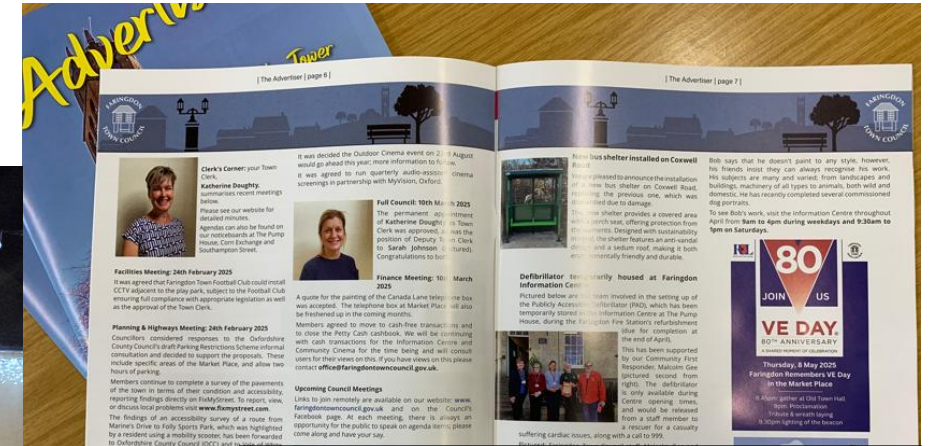 Advertiser
Tower
| The Advertiser | page 6 |
FARINGDON
TOWN COUNCIL
Clerk's Corner: your Town
Clerk,
Katherine Doughty,
summarises recent meetings
below.
Please see our website for
detailed minutes.
Agendas can also be found on
our noticeboards at The Pump
House, Corn Exchange and
Southampton Street.
Facilities Meeting: 24th February 2025
It was agreed that Faringdon Town Football Club could install
CCTV adjacent to the play park, subject to the Football Club
ensuring full compliance with appropriate legislation as well
as the approval of the Town Clerk.
Planning & Highways Meeting: 24th February 2025
Councillors considered responses to the Oxfordshire
County Council's draft Parking Restrictions Scheme informal
consultation and decided to support the proposals. These
include specific areas of the Market Place, and allow two
hours of parking.
Members continue to complete a survey of the pavements
of the town in terms of their condition and accessibility,
reporting findings directly on FixMyStreet. To report, view,
or discuss local problems visit www.fixmystreet.com.
The findings of an accessibility survey of a route from
Marine's Drive to Folly Sports Park, which was highlighted
by a resident using a mobility scooter, has been forwarded
to Oxfordshire County Council (OCC) and to Vale of White
It was decided the Outdoor Cinema event on August
would go ahead this year; more information to follow.
It was agreed to run quarterly audio-assisted cinema
screenings in partnership with MyVision, Oxford.
Full Council: 10th March 2025
The permanent appointment
of Katherine Doughty as Town
Clerk was approved, as was the
position of Deputy Town Clerk
to Sarah Johnson (pictured).
Congratulations to both
Finance Meeting: March
2025
A quote for the painting of the Canada Lane telephone box
was accepted. The telephone box at Market Place will also
be freshened up in the coming months.
Members agreed to move to cash-free transactions and
to close the Petty Cash cashbook. We will be continuing
with cash transactions for the Information Centre and
Community Cinema for the time being and will consult
users for their views on this. If you have views on this please
contact office@faringdontowncouncil.gov.uk.
Upcoming Council Meetings
Links to join remotely are available on our website: www.
faringdontowncouncil.gov.uk and on the Council's
Facebook page. At each meeting, there is always an
opportunity for the public to speak on agenda items; please
come along and have your say.
| The Advertiser | page 7 |
FARINGDON
TOWN COUNCIL
New bus shelter installed on Coxwell
Road
pleased to announce the installation
of a new bus shelter on Coxwell Road,
replacing the previous one, which was
dismantled due to damage.
shelter provides a covered area
perch seat, offering protection from
the elements. Designed with sustainability
the shelter features an anti-vandal
and a sedum roof, making it both
environmentally friendly and durable.
Defibrillator temporarily housed at Faringdon
Information Centre
Pictured below are team involved in the setting up of
the Publicly Accessible Defibrillator (PAD), which has been
temporarily stored in the Information Centre at The Pump
House, during the Faringdon Fire Station's refurbishment
(due for completion at
the end of April).
This has been supported
by our Community First
Responder, Malcolm Gee
(pictured second from
right). The defibrillator
is only available during
Centre opening times,
and would be released
from a staff member to
a rescuer for a casualty
suffering cardiac issues, along with a call to 999.
Bob says that he doesn't paint to any style, however,
his friends insist they can always recognise his work.
His subjects are many and varied; from landscapes and
buildings, machinery of all types to animals, both wild and
domestic. He has recently completed several commissioned
dog portraits.
To see Bob's work, visit the Information Centre throughout
April from 9am to 4pm during weekdays and 9:30am to
1pm on Saturdays.
80
JOIN US
VE DAY
80TH ANNIVERSARY
A SHARED MOMENT OF CELEBRATION
Thursday, 8 May 2025
Faringdon Remembers VE Day
in the Market Place
gather at Old Town Hall
9pm: Proclamation
Tribute & wreath laying
9.30pm lighting of the beacon